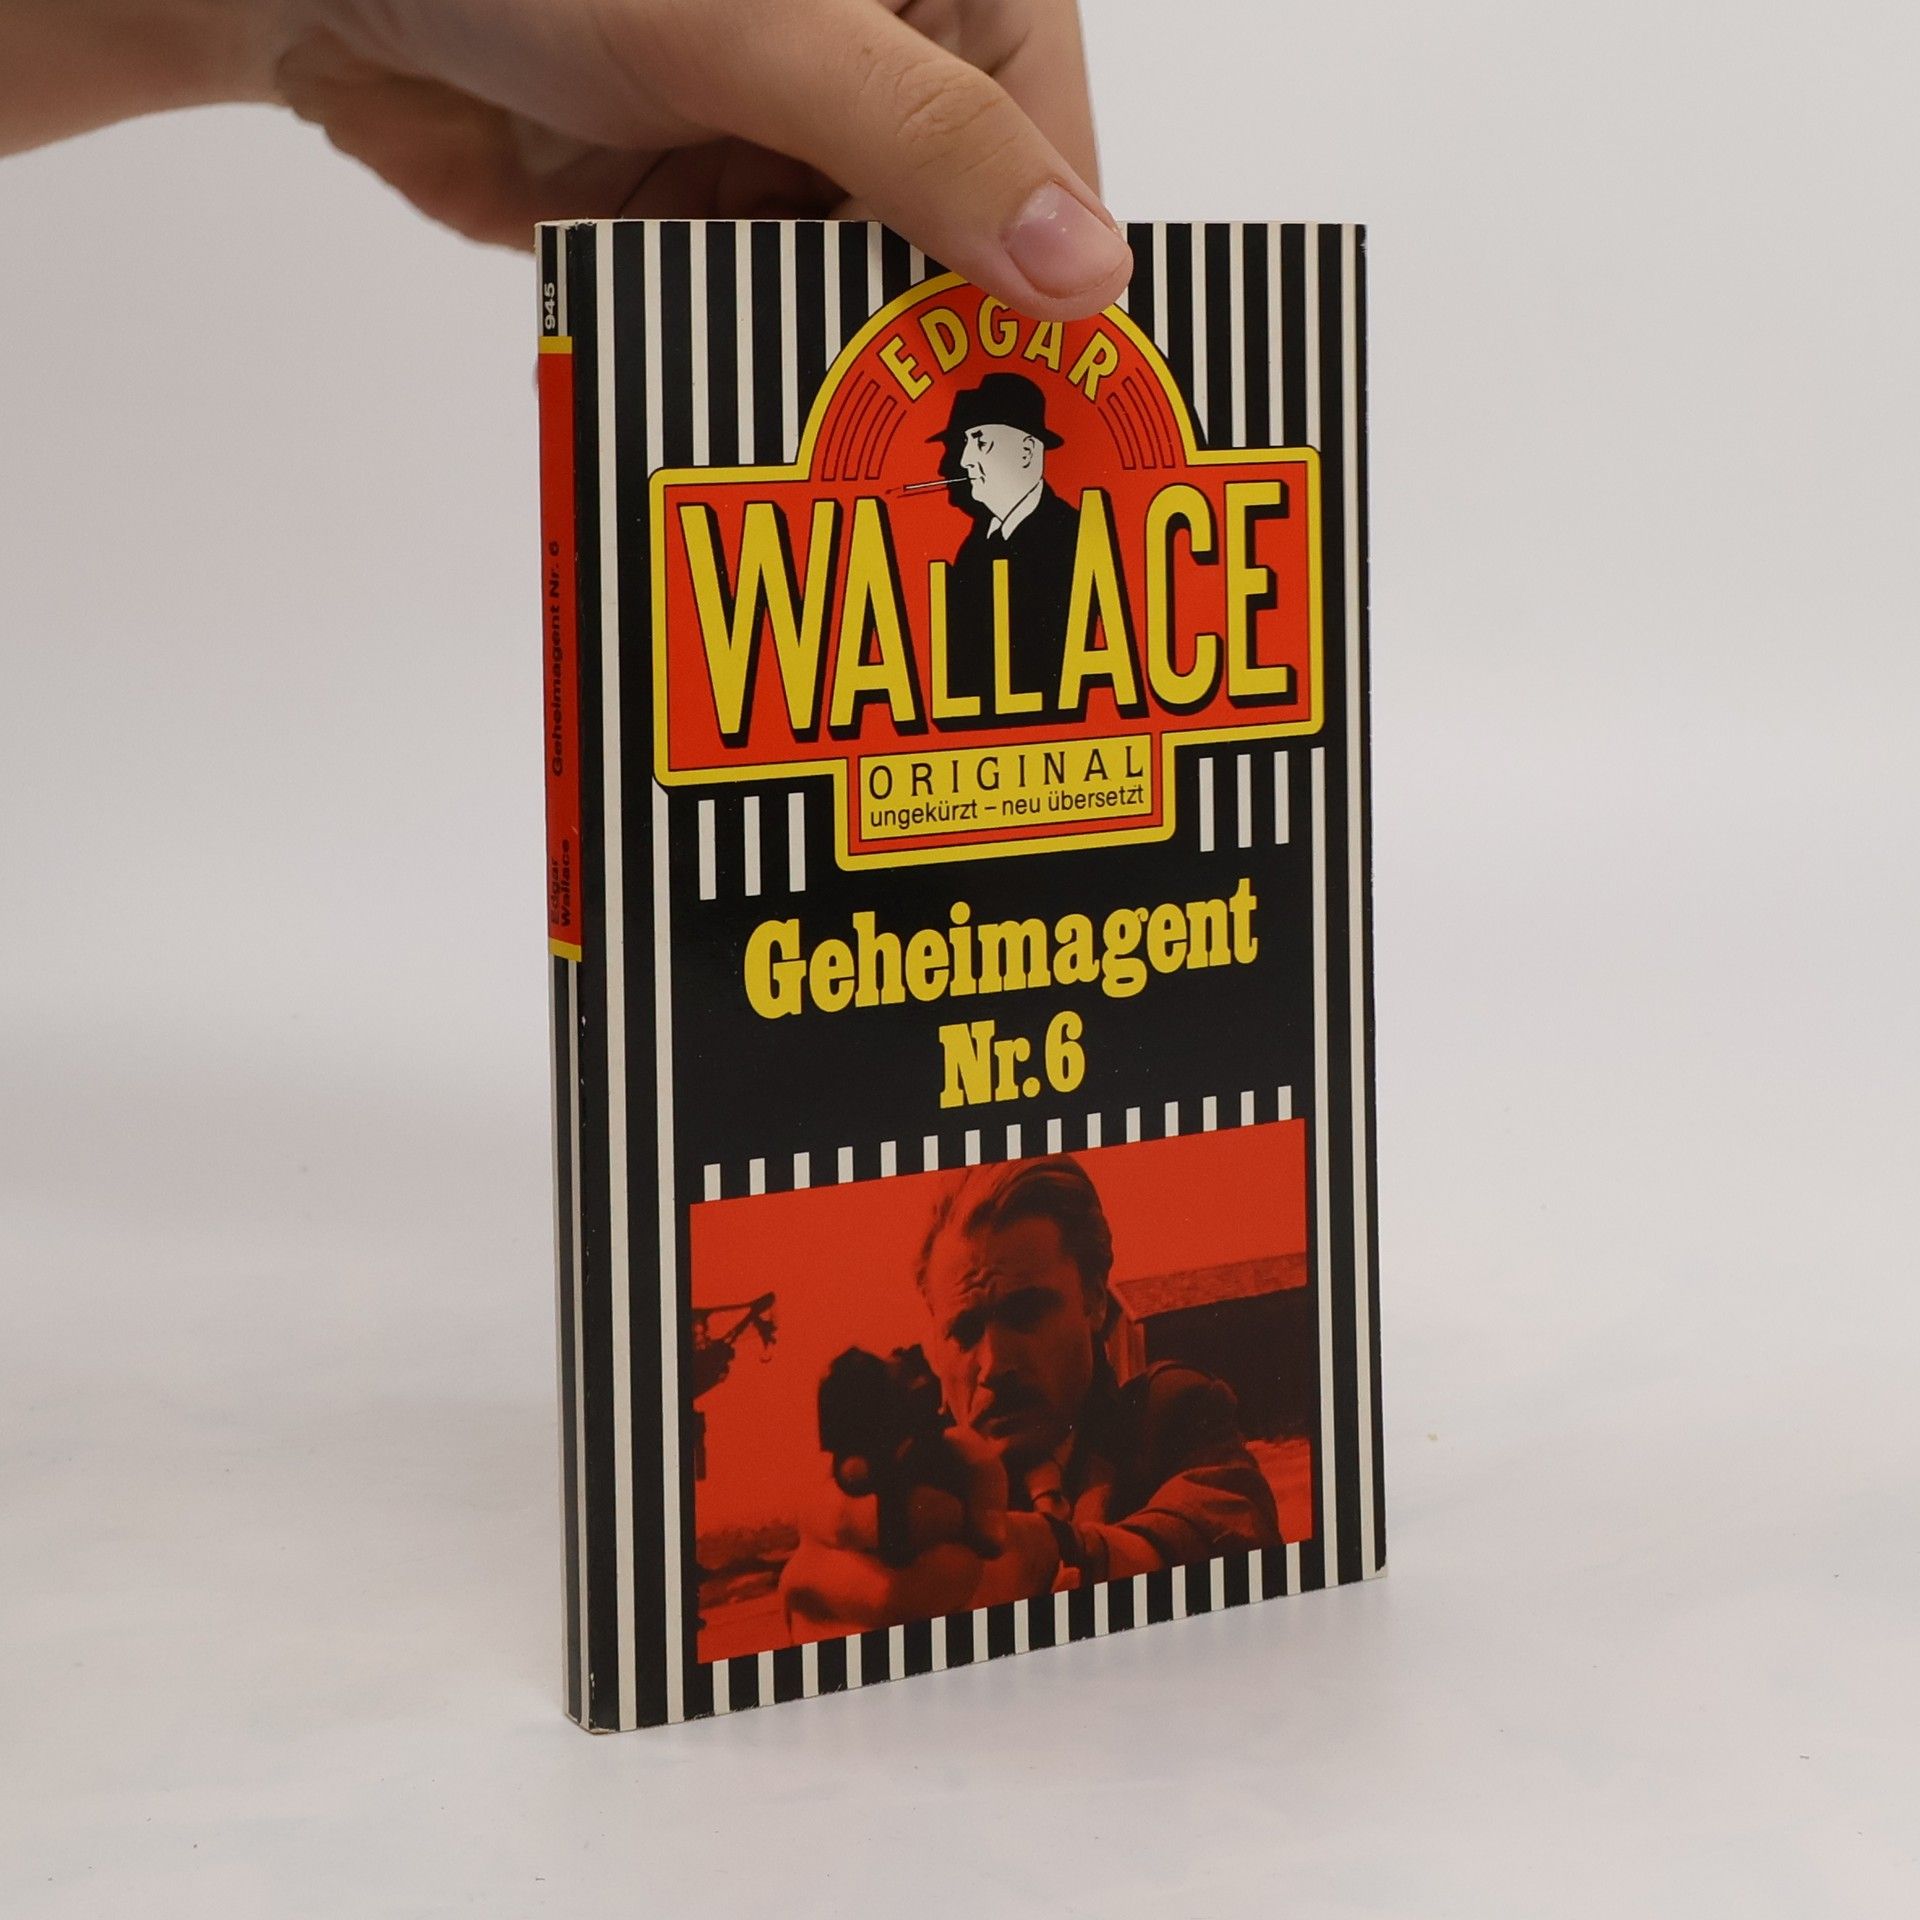 EDGAR
WALLACE
ORIGINAL
ungekürzt – neu übersetzt
Geheimagent
Nr. 6
945
Geheimagent Nr. 6
Edgar
Wallace